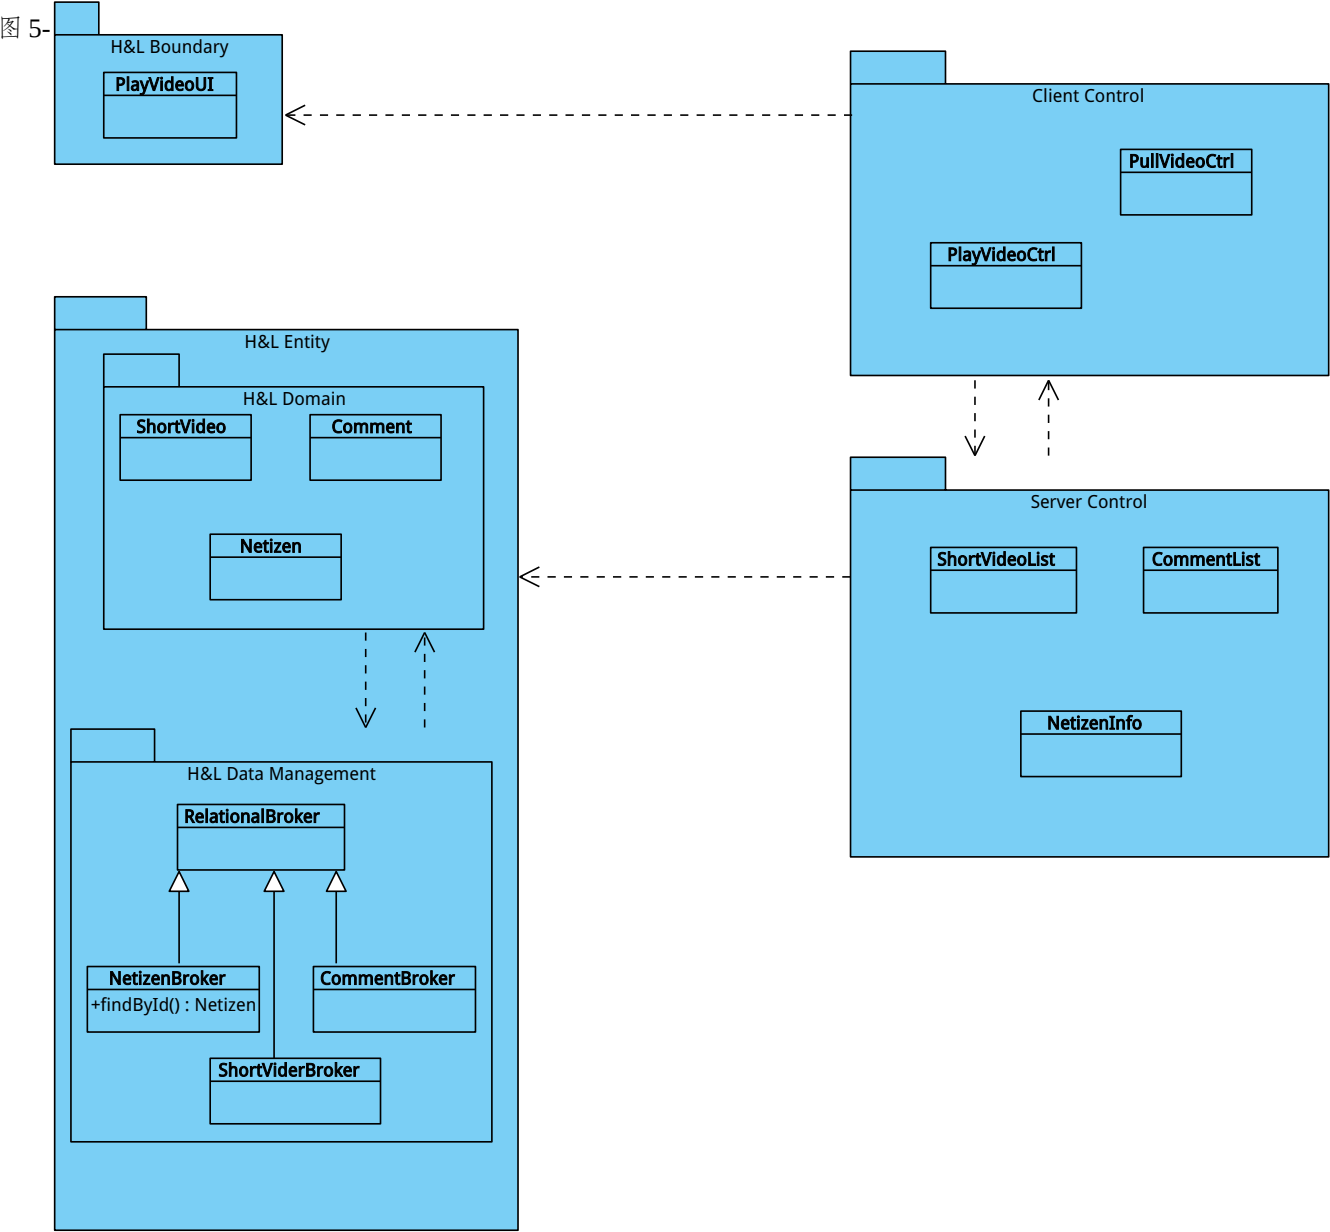 图 5-
H&L Boundary
PlayVideoUI
Client Control
PullVideoCtrl
PlayVideoCtrl
H&L Entity
H&L Domain
ShortVideo
Comment
Netizen
Server Control
ShortVideoList
CommentList
NetizenInfo
H&L Data Management
RelationalBroker
NetizenBroker
+findById() : Netizen
CommentBroker
ShortViderBroker